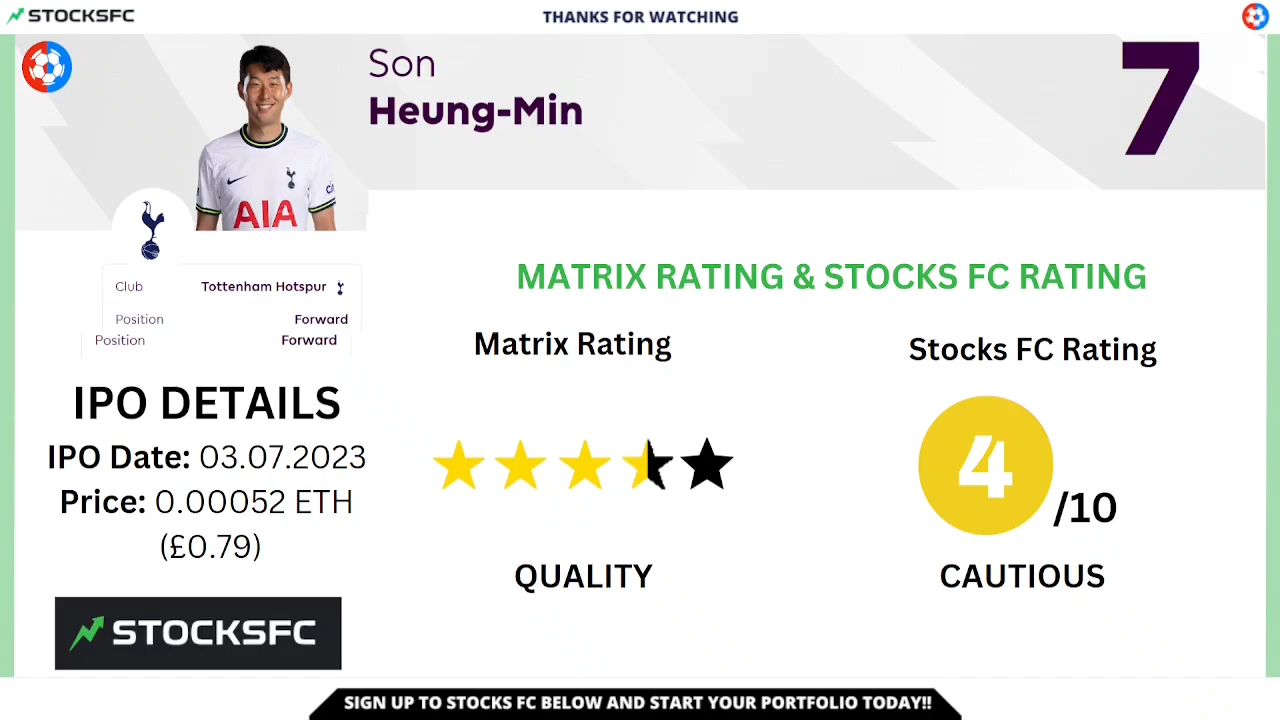 STOCKSFC
THANKS FOR WATCHING
Son
Heung-Min
7
AIA
Club Tottenham Hotspur
Position Forward
Position Forward
IPO DETAILS
IPO Date: 03.07.2023
Price: 0.00052 ETH
(£0.79)
STOCKSFC
MATRIX RATING & STOCKS FC RATING
Matrix Rating
QUALITY
Stocks FC Rating
4/10
CAUTIOUS
SIGN UP TO STOCKS FC BELOW AND START YOUR PORTFOLIO TODAY!!